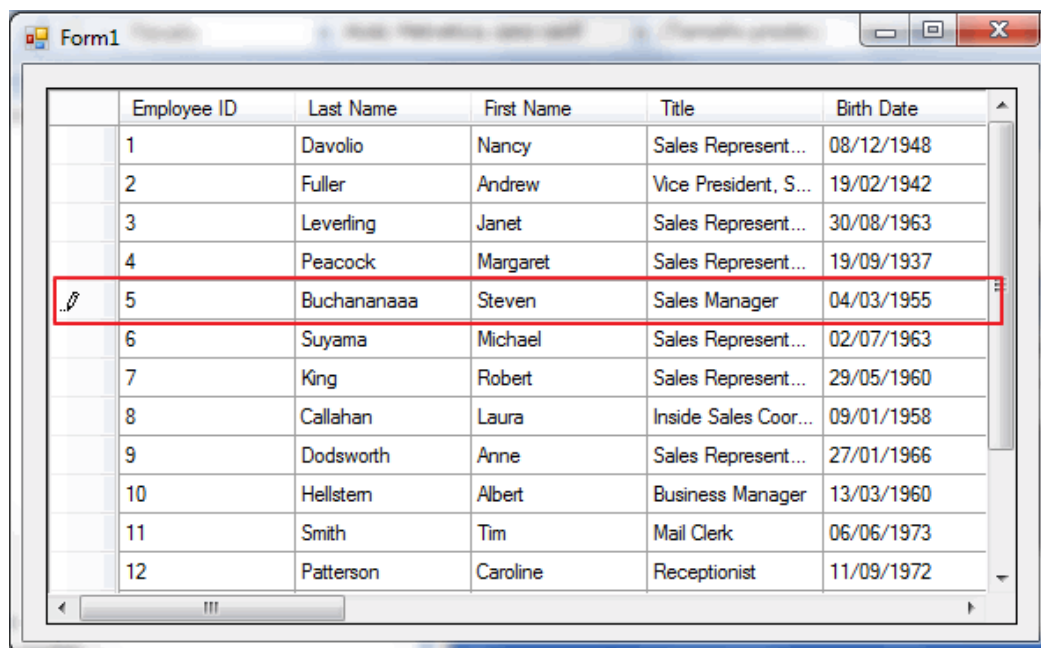 Form1
Employee ID Last Name First Name Title Birth Date
1 Davolio Nancy Sales Represent... 08/12/1948
2 Fuller Andrew Vice President, S... 19/02/1942
3 Leverling Janet Sales Represent... 30/08/1963
4 Peacock Margaret Sales Represent... 19/09/1937
5 Buchananaaa Steven Sales Manager 04/03/1955
6 Suyama Michael Sales Represent... 02/07/1963
7 King Robert Sales Represent... 29/05/1960
8 Callahan Laura Inside Sales Coor... 09/01/1958
9 Dodsworth Anne Sales Represent... 27/01/1966
10 Hellstern Albert Business Manager 13/03/1960
11 Smith Tim Mail Clerk 06/06/1973
12 Patterson Caroline Receptionist 11/09/1972